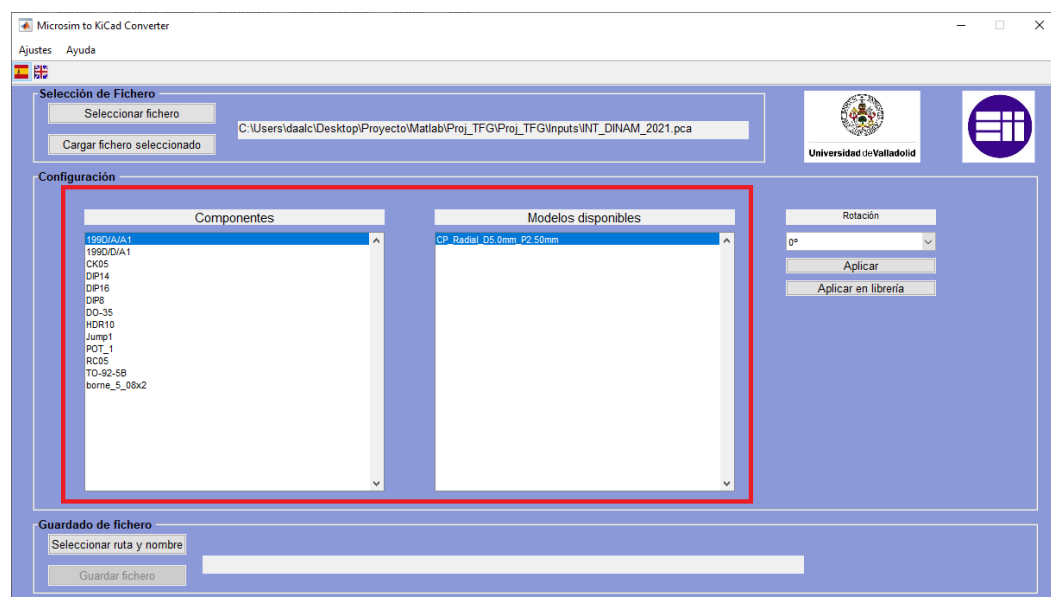 Microsim to KiCad Converter
Ajustes Ayuda
Selección de Fichero
Seleccionar fichero
C:\Users\daalc\Desktop\Proyecto\Matlab\Proj_TFG\Proj_TFG\Inputs\INT_DINAM_2021.pca
Cargar fichero seleccionado
Universidad de Valladolid
Configuración
Componentes
Modelos disponibles
Rotación
199D/A/A1
199D/D/A1
CK05
DIP14
DIP16
DIP8
DO-35
HDR10
Jump1
POT_1
RC05
TO-92-5B
borne_5_08x2
CP_Radial_D5.0mm_P2.50mm
0º
Aplicar
Aplicar en librería
Guardado de fichero
Seleccionar ruta y nombre
Guardar fichero